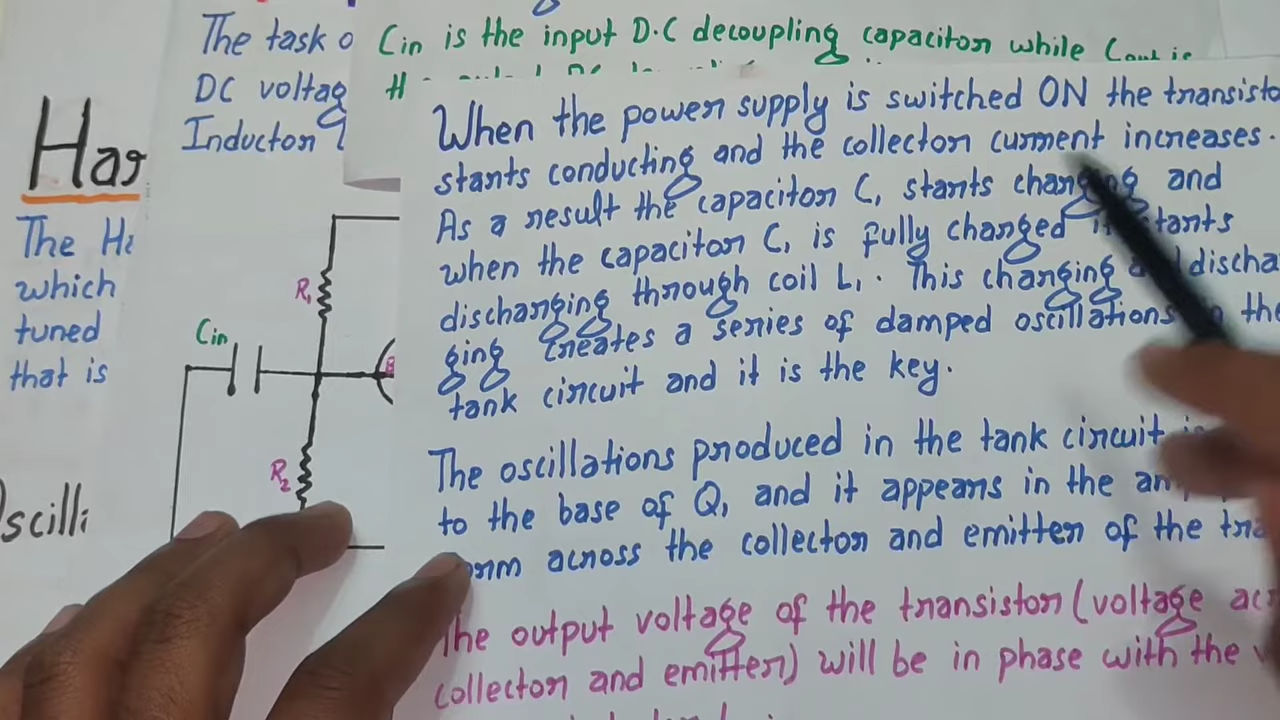 The task o
DC voltag
Inductor
Cin is the input D.C decoupling capacitor while Cout is
Har
The Ha
which
tuned
that is
scilli
R1
Cin
R2
When the power supply is switched ON the transisto
starts conducting and the collector current increases.
As a result the capacitor C1 starts charging and
when the capacitor C1 is fully charged it starts
discharging through coil L1. This charging and discha
ging creates a series of damped oscillations in the
tank circuit and it is the key.
The oscillations produced in the tank circuit is
to the base of Q1 and it appears in the
form across the collector and emitter of the tra
The output voltage of the transistor (voltage ac
collector and emitter) will be in phase with the v